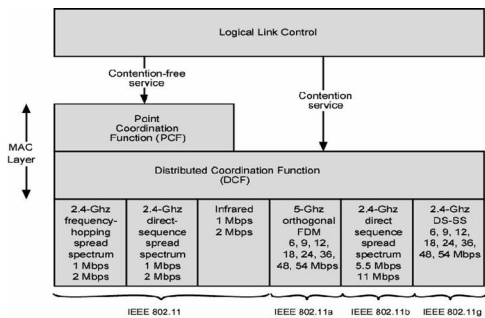 Logical Link Control
Contention-free
service
Contention
service
Point
Coordination
Function (PCF)
MAC
Layer
Distributed Coordination Function
(DCF)
2.4-Ghz
frequency-
hopping
spread
spectrum
1 Mbps
2 Mbps
2.4-Ghz
direct-
sequence
spread
spectrum
1 Mbps
2 Mbps
Infrared
1 Mbps
2 Mbps
5-Ghz
orthogonal
FDM
6, 9, 12,
18, 24, 36,
48, 54 Mbps
2.4-Ghz
direct
sequence
spread
spectrum
5.5 Mbps
11 Mbps
2.4-Ghz
DS-SS
6, 9, 12,
18, 24, 36,
48, 54 Mbps
IEEE 802.11
IEEE 802.11a
IEEE 802.11b
IEEE 802.11g